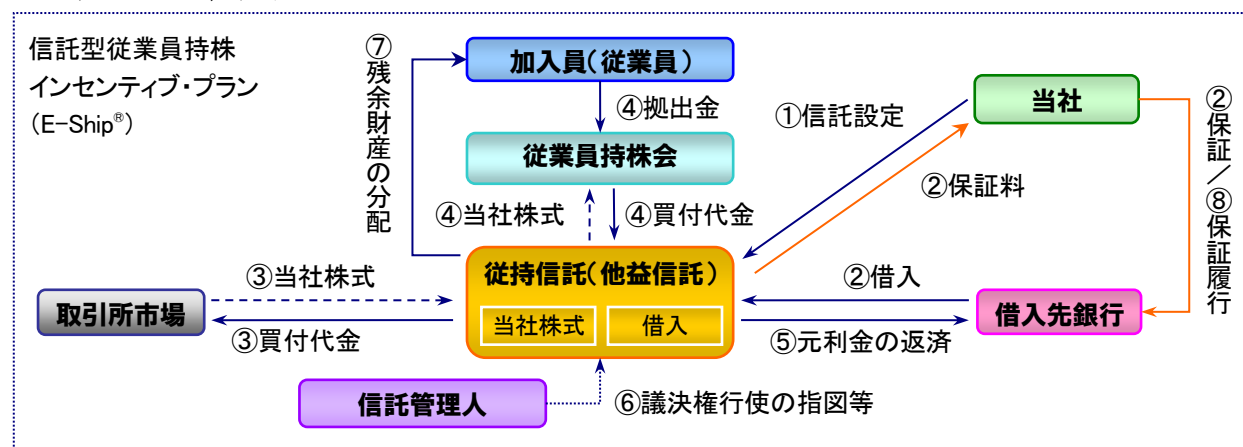 信託型従業員持株
インセンティブ・プラン
(E-Ship®)
⑦残余財産の分配
加入員(従業員)
④拠出金
従業員持株会
④当社株式
④買付代金
①信託設定
②保証料
当社
②保証/⑧保証履行
従持信託(他益信託)
当社株式
借入
③当社株式
③買付代金
取引所市場
②借入
⑤元利金の返済
借入先銀行
信託管理人
⑥議決権行使の指図等